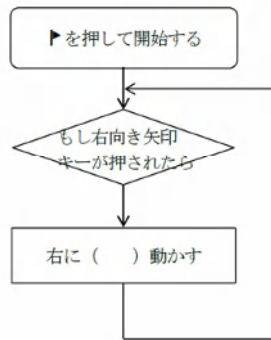 を押して開始する
もし右向き矢印
キーが押されたら
右に（　　）動かす